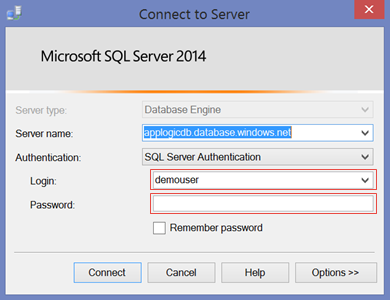 Connect to Server
Microsoft SQL Server 2014
Server type: Database Engine
Server name: applogicdb.database.windows.net
Authentication: SQL Server Authentication
Login: demouser
Password:
Remember password
Connect Cancel Help Options >>